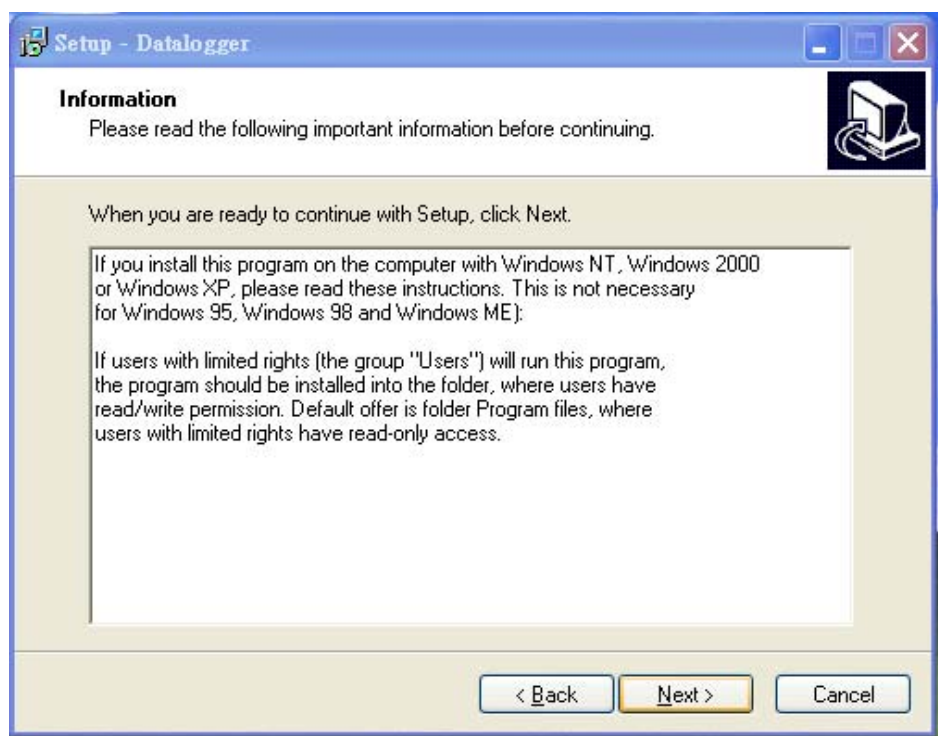 Setup - Datalogger
Information
Please read the following important information before continuing.
When you are ready to continue with Setup, click Next.
If you install this program on the computer with Windows NT, Windows 2000
or Windows XP, please read these instructions. This is not necessary
for Windows 95, Windows 98 and Windows ME):
If users with limited rights (the group "Users") will run this program,
the program should be installed into the folder, where users have
read/write permission. Default offer is folder Program files, where
users with limited rights have read-only access.
< Back Next > Cancel